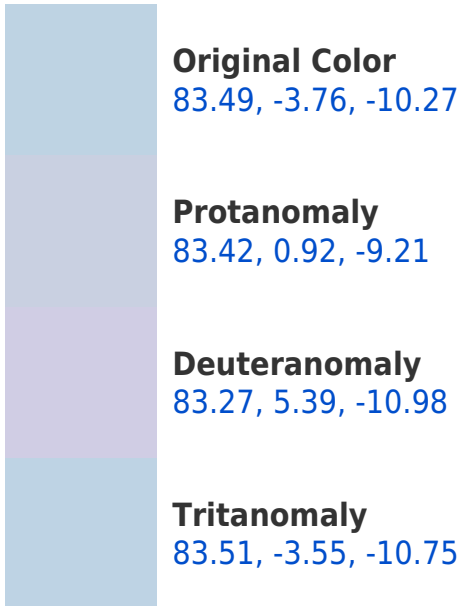 Original Color
83.49, -3.76, -10.27
Protanomaly
83.42, 0.92, -9.21
Deuteranomaly
83.27, 5.39, -10.98
Tritanomaly
83.51, -3.55, -10.75